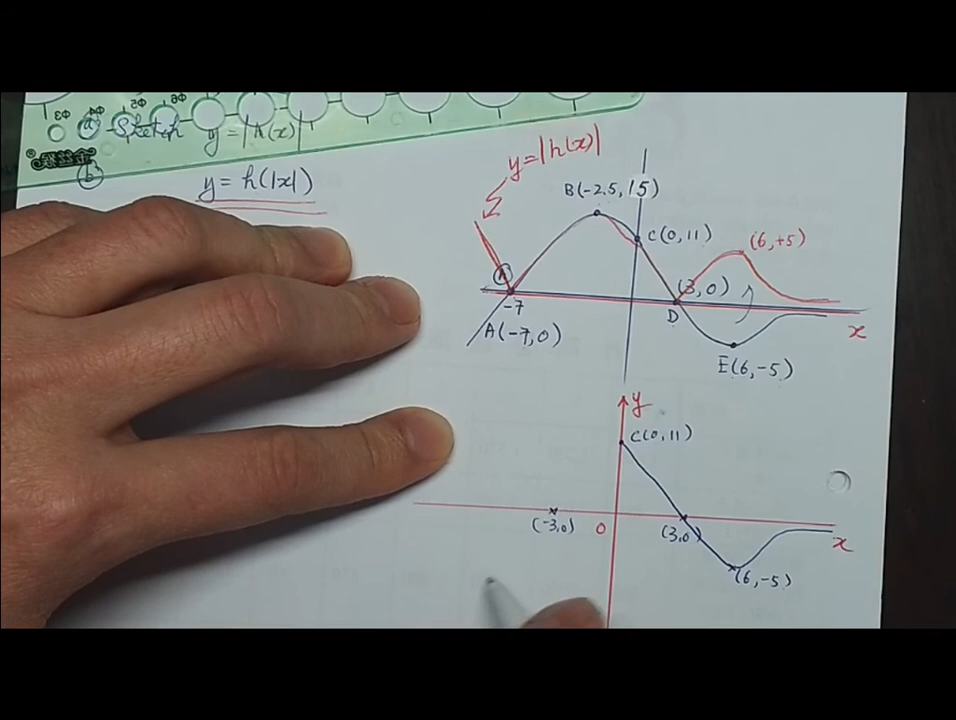 a) Sketch y = |h(x)|
b)
y = h(|x|)
y=|h(x)|
B(-2.5, 15)
C(0, 11)
(6, +5)
A
(3, 0)
-7
D
A(-7, 0)
x
E(6, -5)
y
C(0, 11)
(-3, 0)
0
(3, 0)
x
(6, -5)